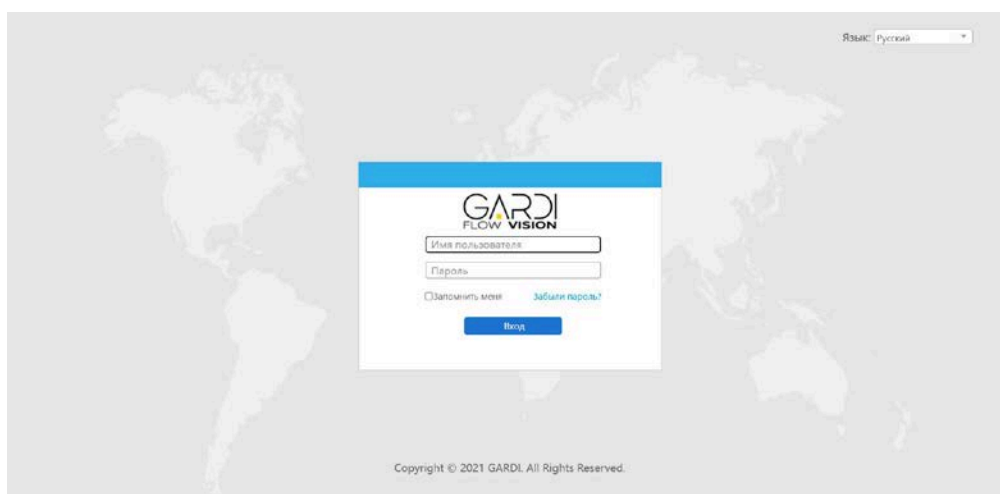 Язык: Русский
GARDI
FLOW VISION
Имя пользователя
Пароль
Запомнить меня Забыли пароль?
Вход
Copyright © 2021 GARDI. All Rights Reserved.